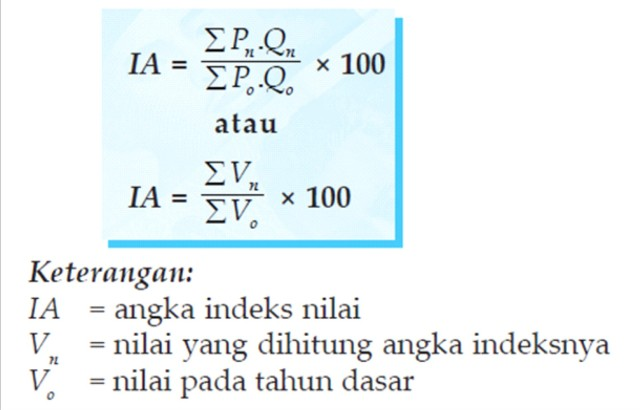 IA = ΣPₙ.Qₙ / ΣPₒ.Qₒ × 100
atau
IA = ΣVₙ / ΣVₒ × 100
Keterangan:
IA = angka indeks nilai
Vₙ = nilai yang dihitung angka indeksnya
Vₒ = nilai pada tahun dasar